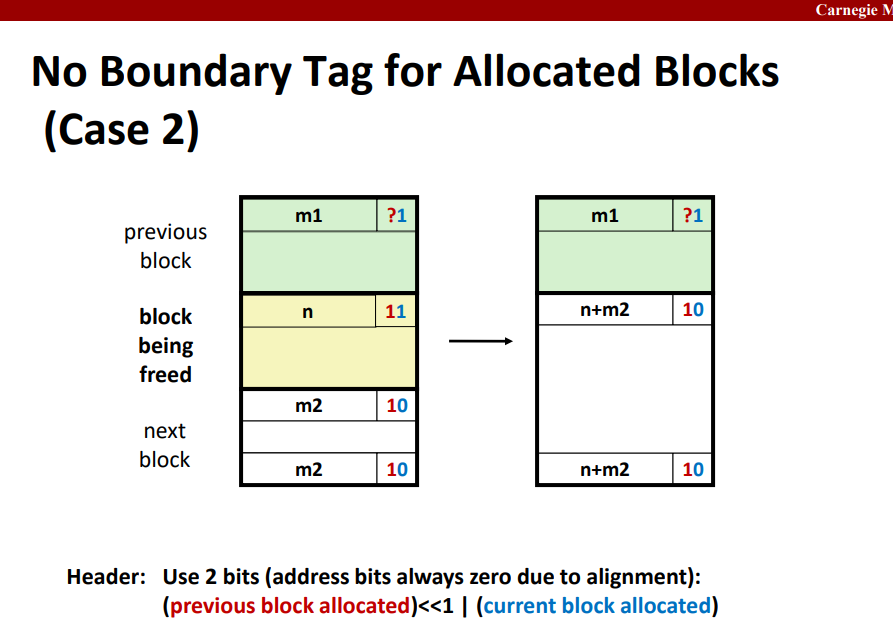 Carnegie M
No Boundary Tag for Allocated Blocks
(Case 2)
previous
block
m1 ?1
m1 ?1
block
being
freed
n 11
n+m2 10
next
block
m2 10
m2 10
n+m2 10
Header: Use 2 bits (address bits always zero due to alignment):
(previous block allocated)<<1 | (current block allocated)